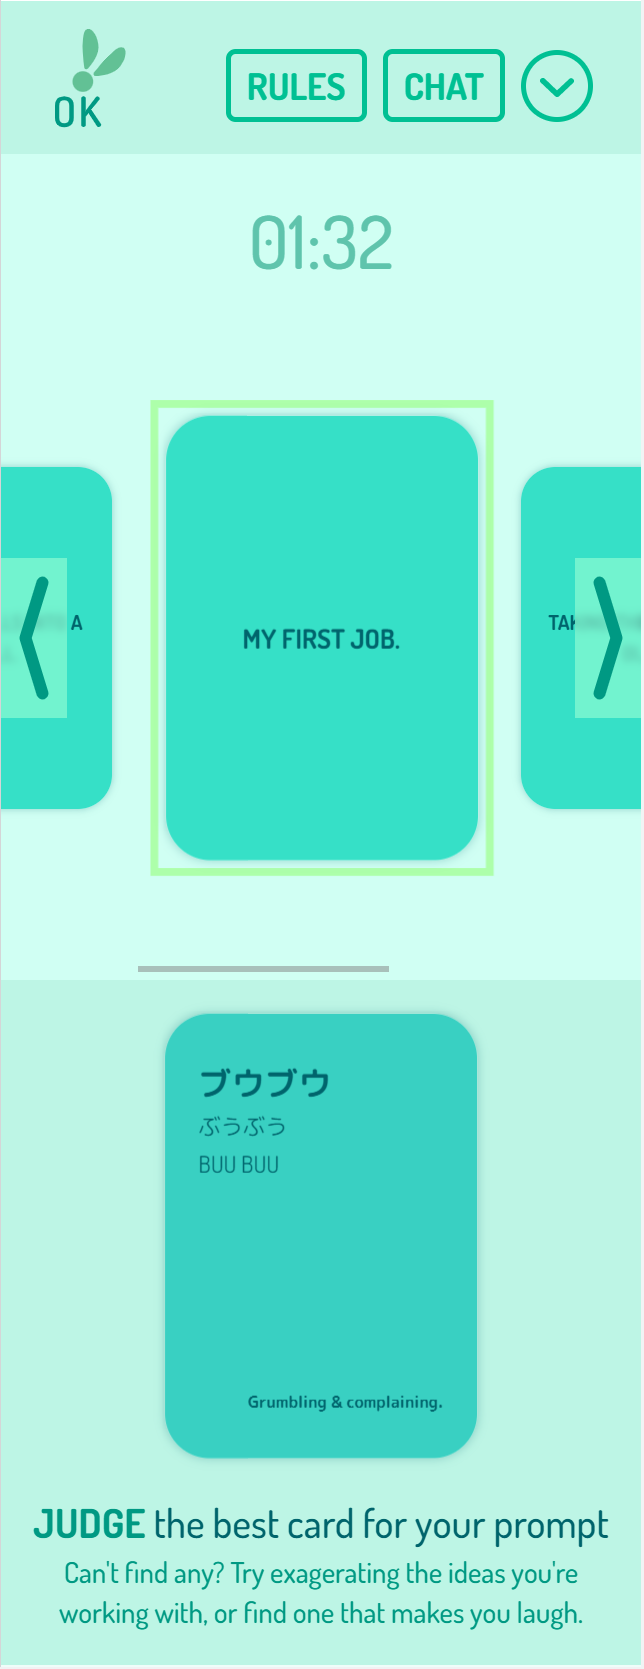 OK
RULES
CHAT
01:32
A
MY FIRST JOB.
ブウブウ
ぶうぶう
BUU BUU
Grumbling & complaining.
JUDGE the best card for your prompt
Can't find any? Try exagerating the ideas you're
working with, or find one that makes you laugh.